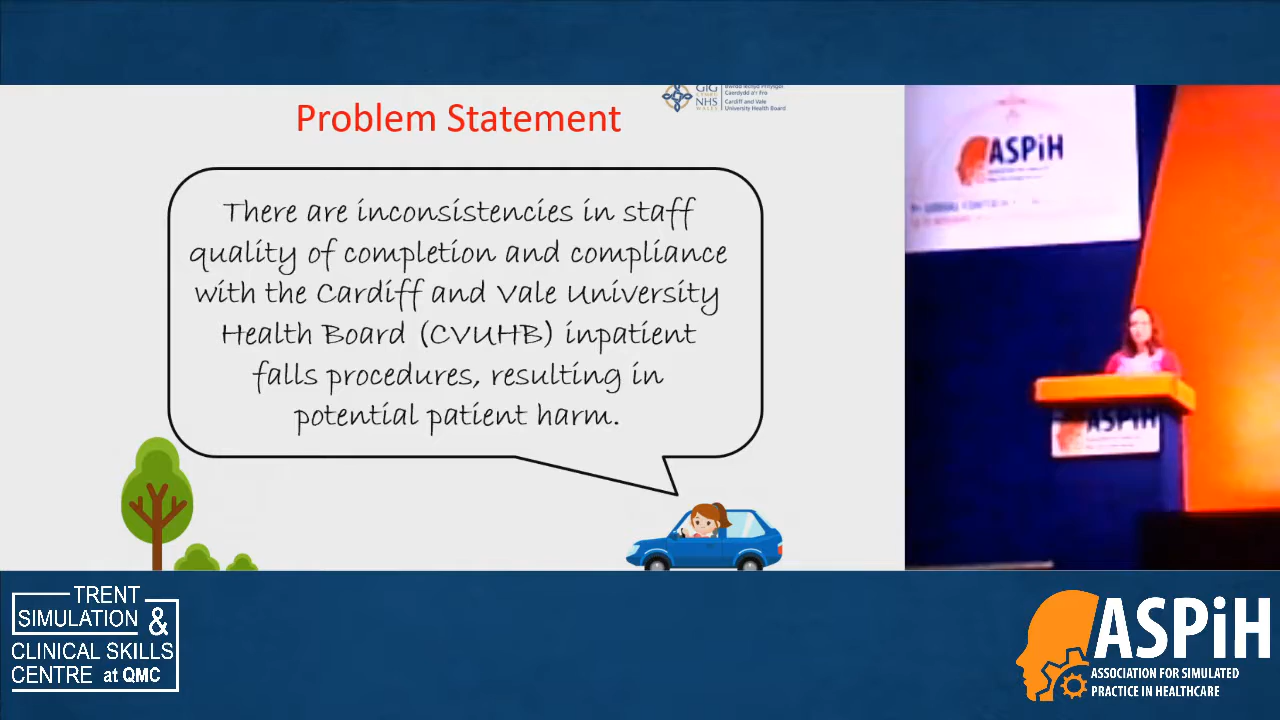 Problem Statement
GIG
CYMRU
NHS
WALES
Bwrdd Iechyd Prifysgol
Caerdydd a'r Fro
Cardiff and Vale
University Health Board
There are inconsistencies in staff
quality of completion and compliance
with the Cardiff and Vale University
Health Board (CVUHB) inpatient
falls procedures, resulting in
potential patient harm.
ASPiH
ASPiH
TRENT
SIMULATION &
CLINICAL SKILLS
CENTRE at QMC
ASPiH
ASSOCIATION FOR SIMULATED
PRACTICE IN HEALTHCARE